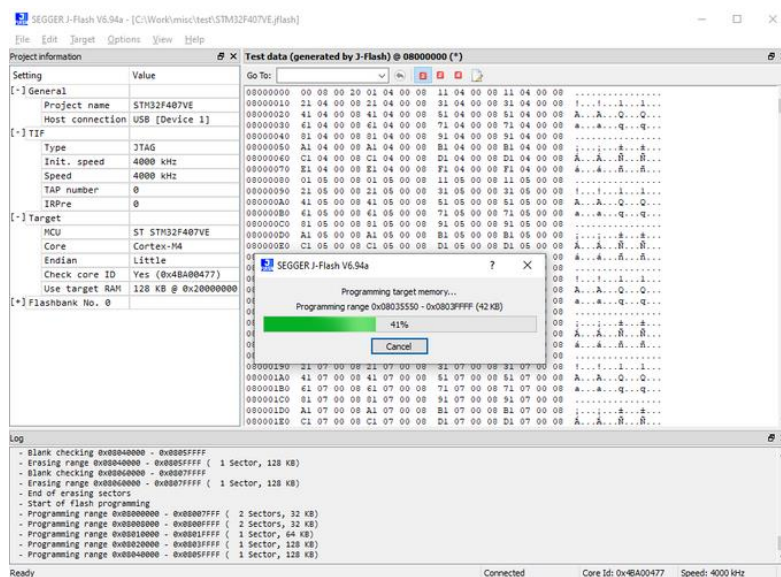 SEGGER J-Flash V6.94a - [C:\Work\misc\test\STM32F407VE.jflash]
File Edit Target Options View Help
Project information
Setting Value
[-] General
Project name STM32F407VE
Host connection USB [Device 1]
[-] TIF
Type JTAG
Init. speed 4000 kHz
Speed 4000 kHz
TAP number 0
IRPre 0
[-] Target
MCU ST STM32F407VE
Core Cortex-M4
Endian Little
Check core ID Yes (0x4BA00477)
Use target RAM 128 KB @ 0x20000000
[+] Flashbank No. 0
Test data (generated by J-Flash) @ 08000000 (*)
Go To:
08000000 00 08 00 20 01 04 00 08 11 04 00 08 11 04 00 08
08000010 21 04 00 08 21 04 00 08 31 04 00 08 31 04 00 08 !...!...1...1...
08000020 41 04 00 08 41 04 00 08 51 04 00 08 51 04 00 08 A...A...Q...Q...
08000030 61 04 00 08 61 04 00 08 71 04 00 08 71 04 00 08 a...a...q...q...
08000040 81 04 00 08 81 04 00 08 91 04 00 08 91 04 00 08
08000050 A1 04 00 08 A1 04 00 08 B1 04 00 08 B1 04 00 08 ¡...¡...±...±...
08000060 C1 04 00 08 C1 04 00 08 D1 04 00 08 D1 04 00 08 Á...Á...Ñ...Ñ...
08000070 E1 04 00 08 E1 04 00 08 F1 04 00 08 F1 04 00 08 á...á...ñ...ñ...
08000080 01 05 00 08 01 05 00 08 11 05 00 08 11 05 00 08
08000090 21 05 00 08 21 05 00 08 31 05 00 08 31 05 00 08 !...!...1...1...
080000A0 41 05 00 08 41 05 00 08 51 05 00 08 51 05 00 08 A...A...Q...Q...
080000B0 61 05 00 08 61 05 00 08 71 05 00 08 71 05 00 08 a...a...q...q...
080000C0 81 05 00 08 81 05 00 08 91 05 00 08 91 05 00 08
080000D0 A1 05 00 08 A1 05 00 08 B1 05 00 08 B1 05 00 08 ¡...¡...±...±...
080000E0 C1 05 00 08 C1 05 00 08 D1 05 00 08 D1 05 00 08 Á...Á...Ñ...Ñ...
SEGGER J-Flash V6.94a
Programming target memory...
Programming range 0x08035550 - 0x0803FFFF (42 KB)
41%
Cancel
08000190 21 07 00 08 21 07 00 08 31 07 00 08 31 07 00 08 !...!...1...1...
080001A0 41 07 00 08 41 07 00 08 51 07 00 08 51 07 00 08 A...A...Q...Q...
080001B0 61 07 00 08 61 07 00 08 71 07 00 08 71 07 00 08 a...a...q...q...
080001C0 81 07 00 08 81 07 00 08 91 07 00 08 91 07 00 08
080001D0 A1 07 00 08 A1 07 00 08 B1 07 00 08 B1 07 00 08 ¡...¡...±...±...
080001E0 C1 07 00 08 C1 07 00 08 D1 07 00 08 D1 07 00 08 Á...Á...Ñ...Ñ...
Log
- Blank checking 0x08040000 - 0x0805FFFF
- Erasing range 0x08040000 - 0x0805FFFF ( 1 Sector, 128 KB)
- Blank checking 0x08060000 - 0x0807FFFF
- Erasing range 0x08060000 - 0x0807FFFF ( 1 Sector, 128 KB)
- End of erasing sectors
- Start of flash programming
- Programming range 0x08000000 - 0x08007FFF ( 2 Sectors, 32 KB)
- Programming range 0x08008000 - 0x0800FFFF ( 2 Sectors, 32 KB)
- Programming range 0x08010000 - 0x0801FFFF ( 1 Sector, 64 KB)
- Programming range 0x08020000 - 0x0803FFFF ( 1 Sector, 128 KB)
- Programming range 0x08040000 - 0x0805FFFF ( 1 Sector, 128 KB)
Ready Connected Core Id: 0x4BA00477 Speed: 4000 kHz